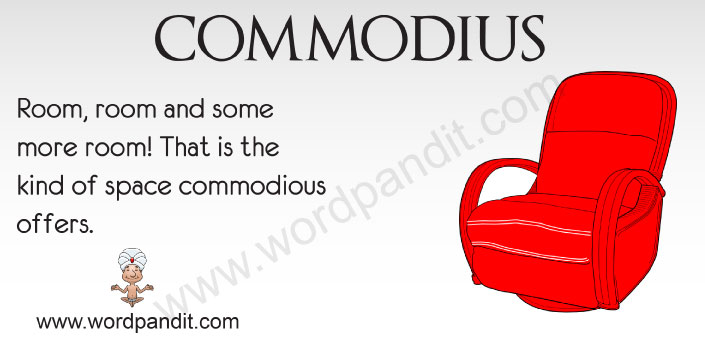 COMMODIUS
Room, room and some
more room! That is the
kind of space commodious
offers.
www.wordpandit.com
www.wordpandit.com